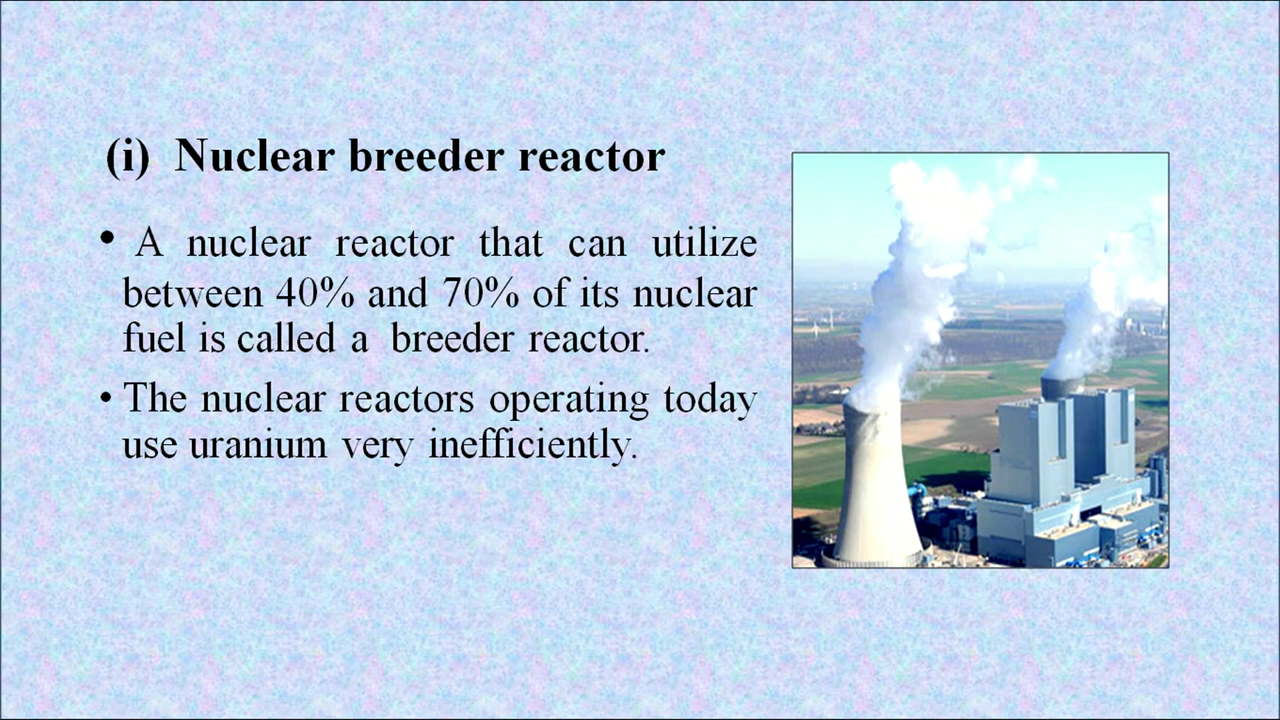 (i) Nuclear breeder reactor
• A nuclear reactor that can utilize
between 40% and 70% of its nuclear
fuel is called a breeder reactor.
• The nuclear reactors operating today
use uranium very inefficiently.